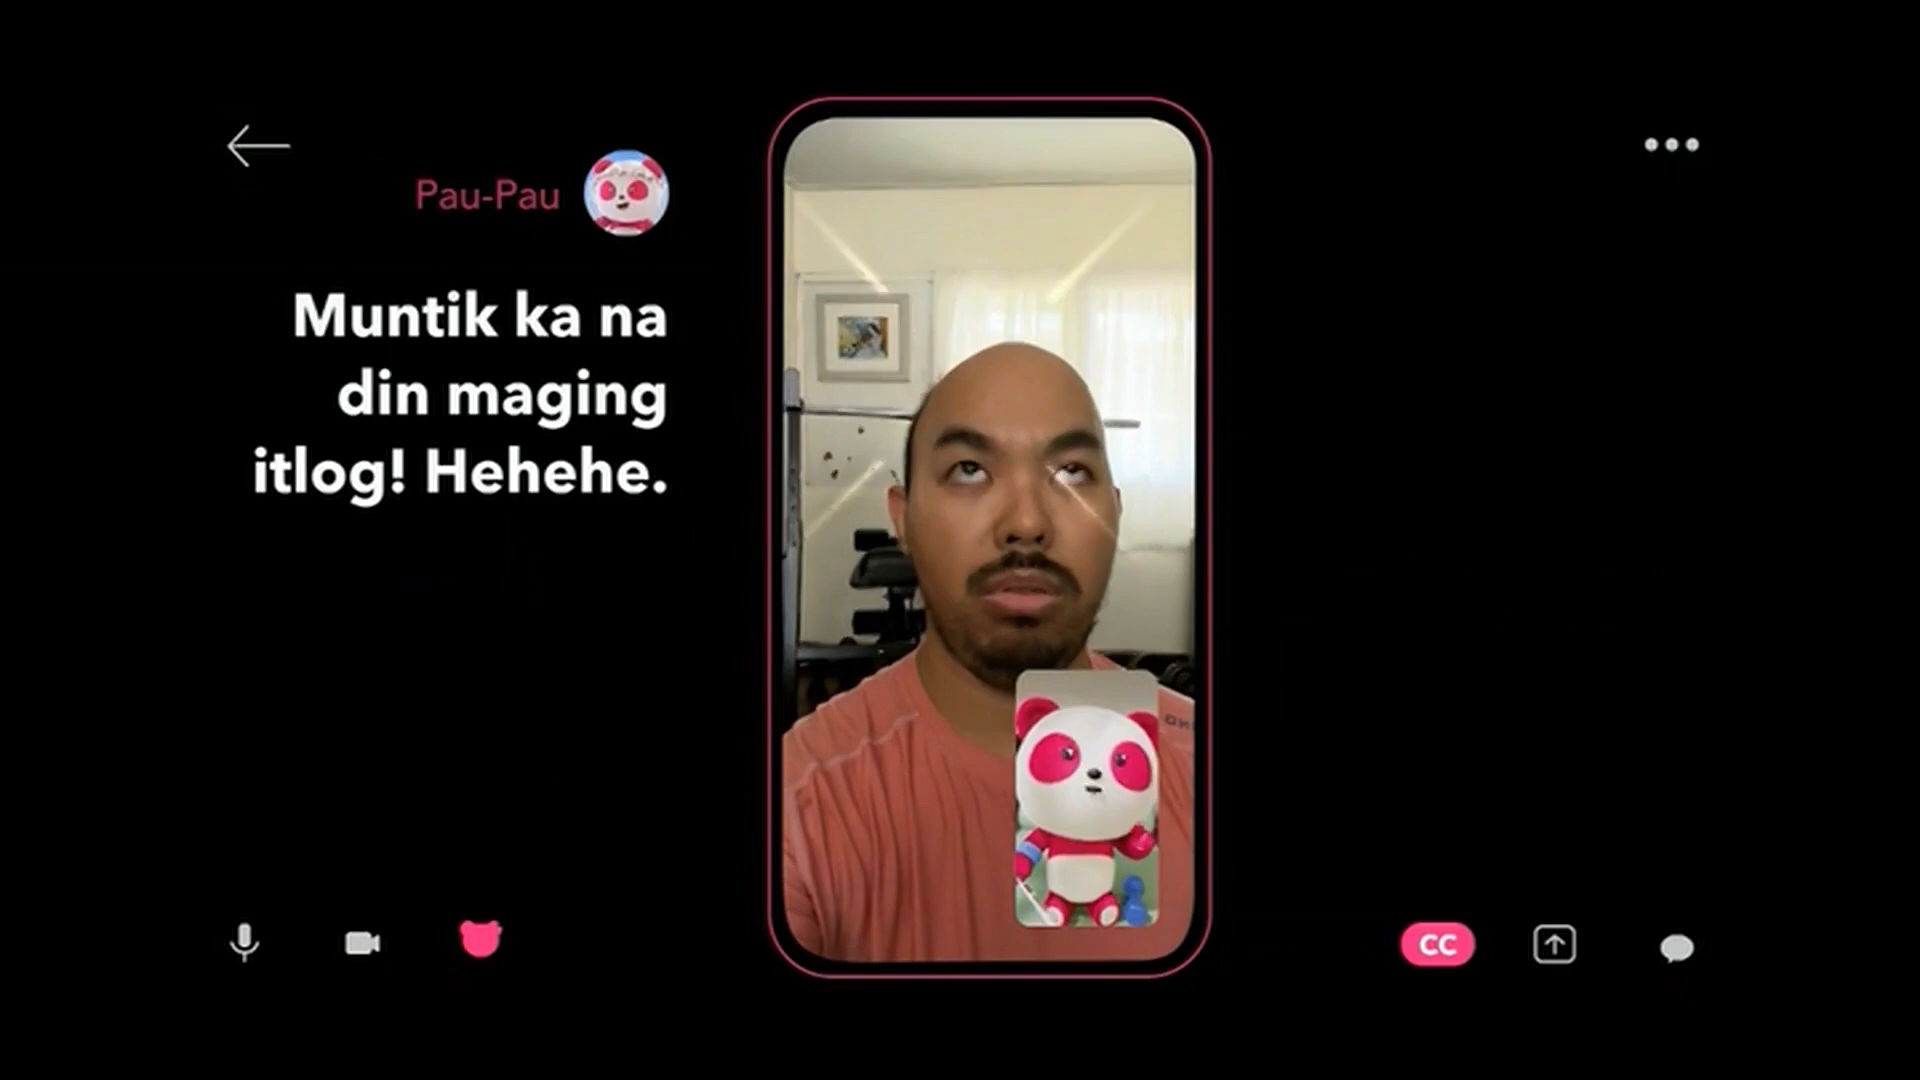 Pau-Pau
Muntik ka na
din maging
itlog! Hehehe.
CC